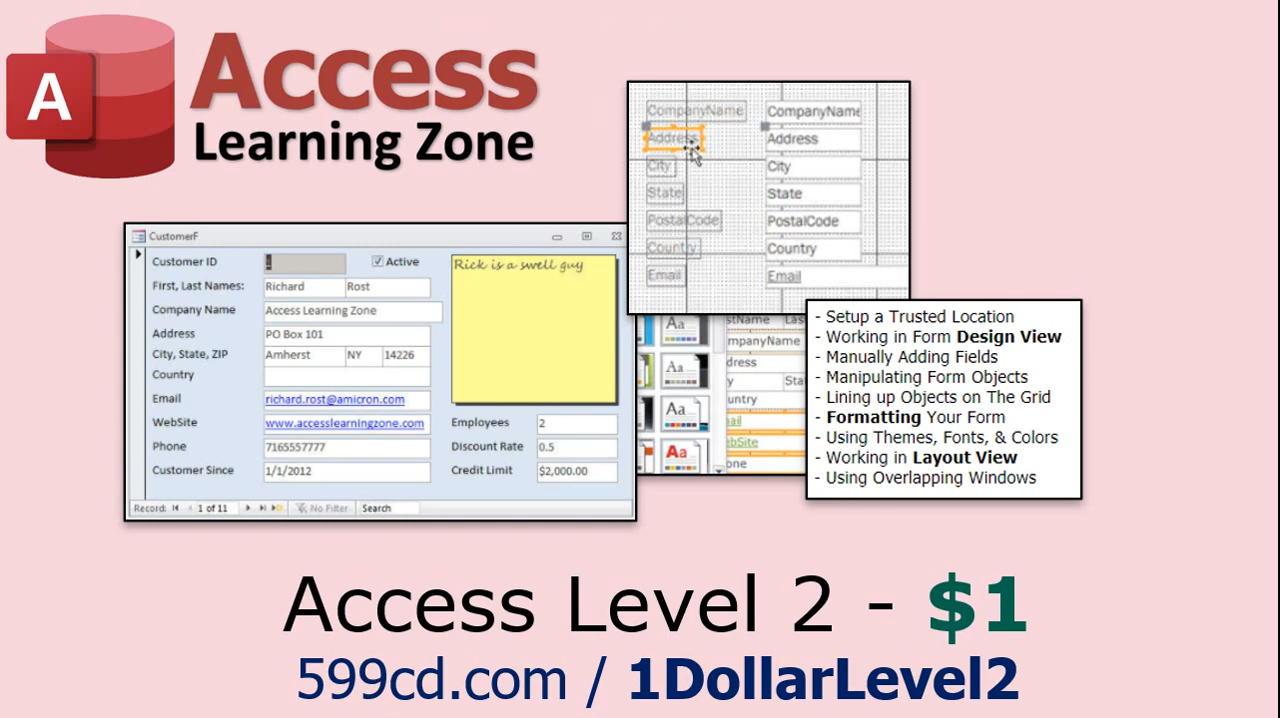 A
Access
Learning Zone
CompanyName CompanyName
Address Address
City City
State State
PostalCode PostalCode
Country Country
Email Email
CustomerF
Customer ID Active
First, Last Names: Richard Rost
Company Name Access Learning Zone
Address PO Box 101
City, State, ZIP Amherst NY 14226
Country
Email richard.rost@amicron.com
WebSite www.accesslearningzone.com
Phone 7165557777
Customer Since 1/1/2012
Rick is a swell guy
Employees 2
Discount Rate 0.5
Credit Limit $2,000.00
Record: 1 of 11 No Filter Search
Aa
Aa
Aa
Aa
- Setup a Trusted Location
- Working in Form Design View
- Manually Adding Fields
- Manipulating Form Objects
- Lining up Objects on The Grid
- Formatting Your Form
- Using Themes, Fonts, & Colors
- Working in Layout View
- Using Overlapping Windows
Access Level 2 - $1
599cd.com / 1DollarLevel2